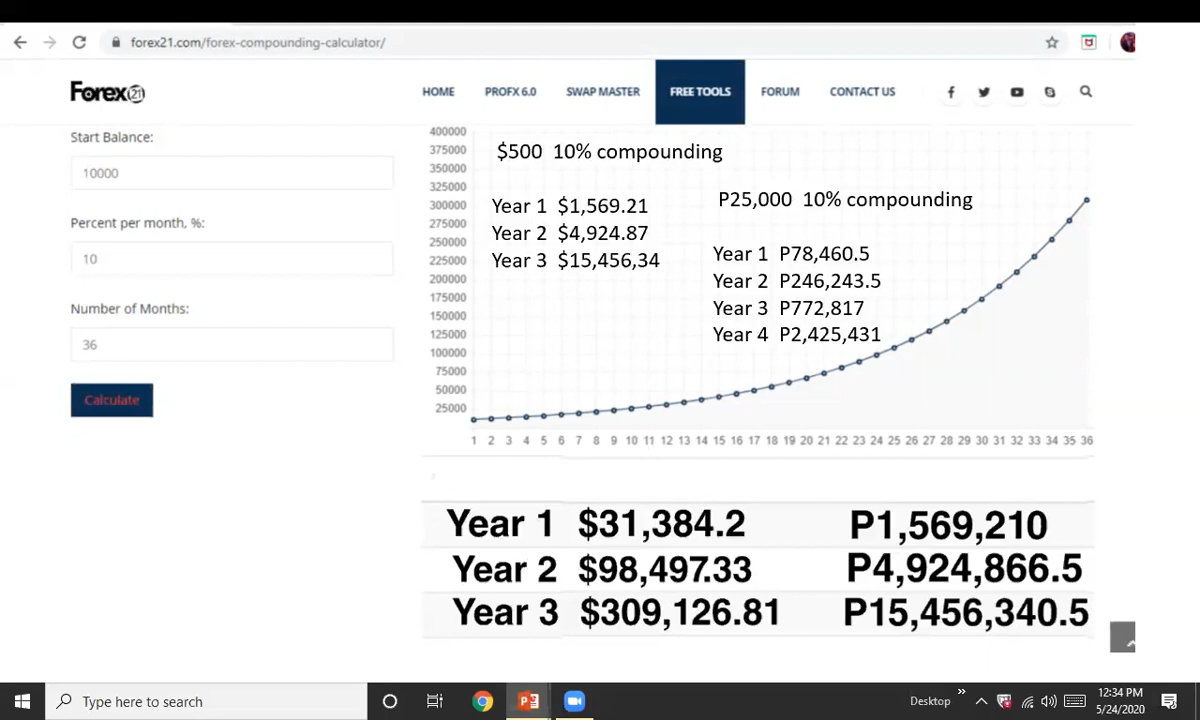 forex21.com/forex-compounding-calculator/
Forex21
HOME PROFX 6.0 SWAP MASTER FREE TOOLS FORUM CONTACT US
Start Balance:
10000
Percent per month, %:
10
Number of Months:
36
Calculate
400000
375000
350000
325000
300000
275000
250000
225000
200000
175000
150000
125000
100000
75000
50000
25000
1 2 3 4 5 6 7 8 9 10 11 12 13 14 15 16 17 18 19 20 21 22 23 24 25 26 27 28 29 30 31 32 33 34 35 36
$500 10% compounding
Year 1 $1,569.21
Year 2 $4,924.87
Year 3 $15,456,34
P25,000 10% compounding
Year 1 P78,460.5
Year 2 P246,243.5
Year 3 P772,817
Year 4 P2,425,431
Year 1 $31,384.2 P1,569,210
Year 2 $98,497.33 P4,924,866.5
Year 3 $309,126.81 P15,456,340.5
Type here to search
Desktop
12:34 PM
5/24/2020